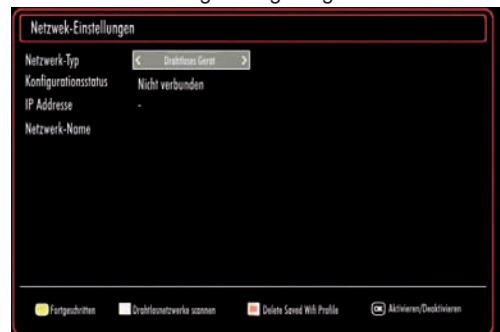 Netzwek-Einstellungen
Netzwerk-Typ < Drahtloses Gerät >
Konfigurationsstatus Nicht verbunden
IP Addresse -
Netzwerk-Name
Fortgeschritten Drahtlosnetzwerke scannen Delete Saved Wifi Profile OK Aktivieren/Deaktivieren